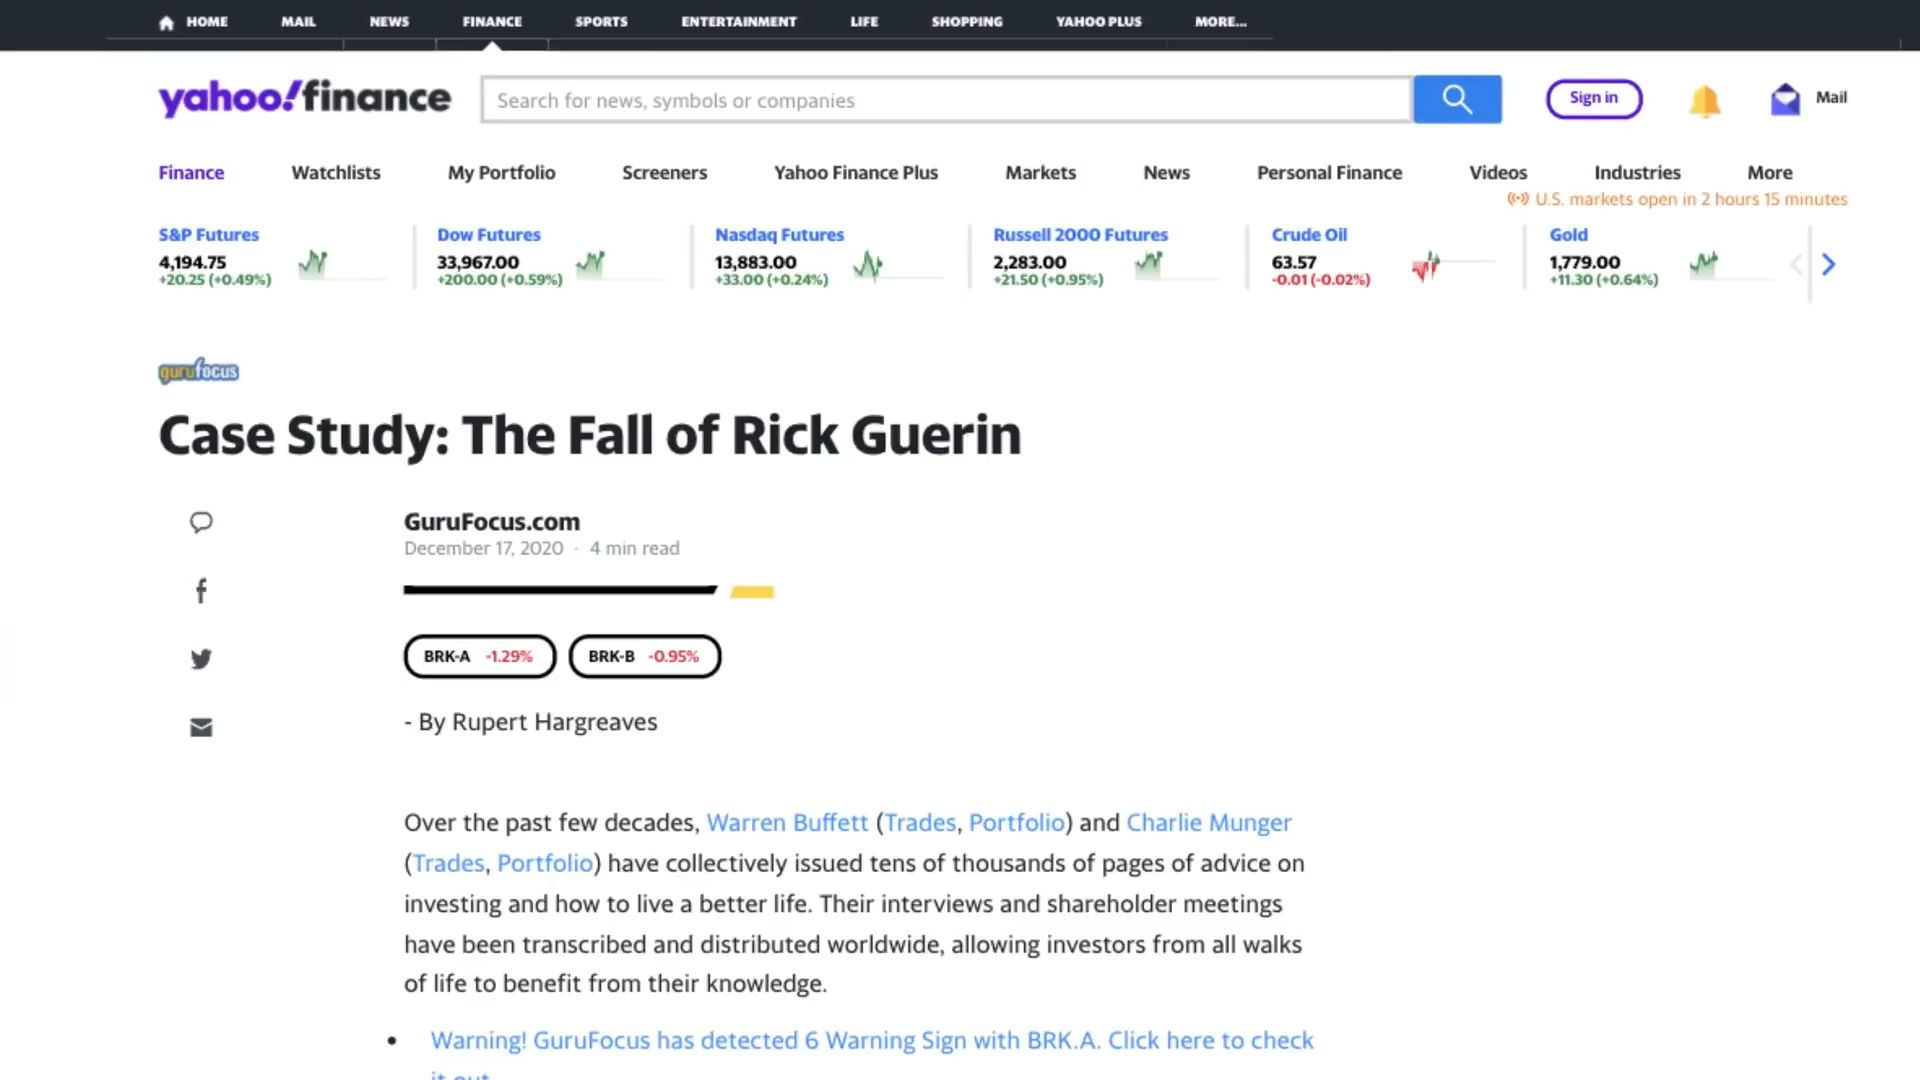 HOME MAIL NEWS FINANCE SPORTS ENTERTAINMENT LIFE SHOPPING YAHOO PLUS MORE...
yahoo!finance Search for news, symbols or companies Sign in Mail
Finance Watchlists My Portfolio Screeners Yahoo Finance Plus Markets News Personal Finance Videos Industries More
U.S. markets open in 2 hours 15 minutes
S&P Futures Dow Futures Nasdaq Futures Russell 2000 Futures Crude Oil Gold
4,194.75 33,967.00 13,883.00 2,283.00 63.57 1,779.00
+20.25 (+0.49%) +200.00 (+0.59%) +33.00 (+0.24%) +21.50 (+0.95%) -0.01 (-0.02%) +11.30 (+0.64%)
gurufocus
Case Study: The Fall of Rick Guerin
GuruFocus.com
December 17, 2020 · 4 min read
BRK-A -1.29% BRK-B -0.95%
- By Rupert Hargreaves
Over the past few decades, Warren Buffett (Trades, Portfolio) and Charlie Munger
(Trades, Portfolio) have collectively issued tens of thousands of pages of advice on
investing and how to live a better life. Their interviews and shareholder meetings
have been transcribed and distributed worldwide, allowing investors from all walks
of life to benefit from their knowledge.
• Warning! GuruFocus has detected 6 Warning Sign with BRK.A. Click here to check
it out